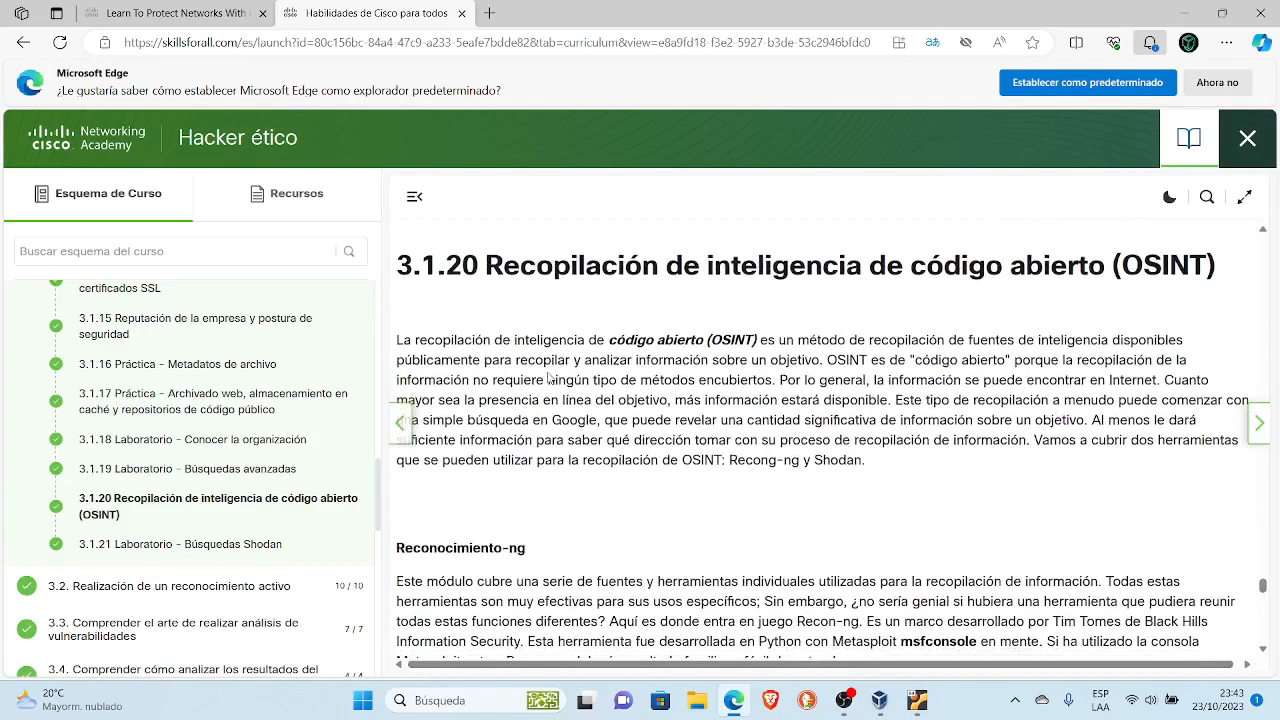 Learn To Protect Networks With
Habilidades de Cisco para todos
https://skillsforall.com/es/launch?id=80c156bc-84a4-47c9-a233-5eafe7bdde82&tab=curriculum&view=e8a9fd18-f3e2-5927-b3de-53c2946bfdc0
Microsoft Edge
¿Le gustaría saber cómo establecer Microsoft Edge como explorador predeterminado?
Establecer como predeterminado
Ahora no
CISCO Networking Academy
Hacker ético
Esquema de Curso
Recursos
Buscar esquema del curso
certificados SSL
3.1.15 Reputación de la empresa y postura de
seguridad
3.1.16 Práctica - Metadatos de archivo
3.1.17 Práctica - Archivado web, almacenamiento en
caché y repositorios de código público
3.1.18 Laboratorio - Conocer la organización
3.1.19 Laboratorio - Búsquedas avanzadas
3.1.20 Recopilación de inteligencia de código abierto
(OSINT)
3.1.21 Laboratorio - Búsquedas Shodan
3.2. Realización de un reconocimiento activo
10 / 10
3.3. Comprender el arte de realizar análisis de
vulnerabilidades
7 / 7
3.4. Comprender cómo analizar los resultados del
3.1.20 Recopilación de inteligencia de código abierto (OSINT)
La recopilación de inteligencia de código abierto (OSINT) es un método de recopilación de fuentes de inteligencia disponibles
públicamente para recopilar y analizar información sobre un objetivo. OSINT es de "código abierto" porque la recopilación de la
información no requiere ningún tipo de métodos encubiertos. Por lo general, la información se puede encontrar en Internet. Cuanto
mayor sea la presencia en línea del objetivo, más información estará disponible. Este tipo de recopilación a menudo puede comenzar con
una simple búsqueda en Google, que puede revelar una cantidad significativa de información sobre un objetivo. Al menos le dará
suficiente información para saber qué dirección tomar con su proceso de recopilación de información. Vamos a cubrir dos herramientas
que se pueden utilizar para la recopilación de OSINT: Recong-ng y Shodan.
Reconocimiento-ng
Este módulo cubre una serie de fuentes y herramientas individuales utilizadas para la recopilación de información. Todas estas
herramientas son muy efectivas para sus usos específicos; Sin embargo, ¿no sería genial si hubiera una herramienta que pudiera reunir
todas estas funciones diferentes? Aquí es donde entra en juego Recon-ng. Es un marco desarrollado por Tim Tomes de Black Hills
Information Security. Esta herramienta fue desarrollada en Python con Metasploit msfconsole en mente. Si ha utilizado la consola
20°C
Mayorm. nublado
Búsqueda
ESP
LAA
23:43
23/10/2023
1